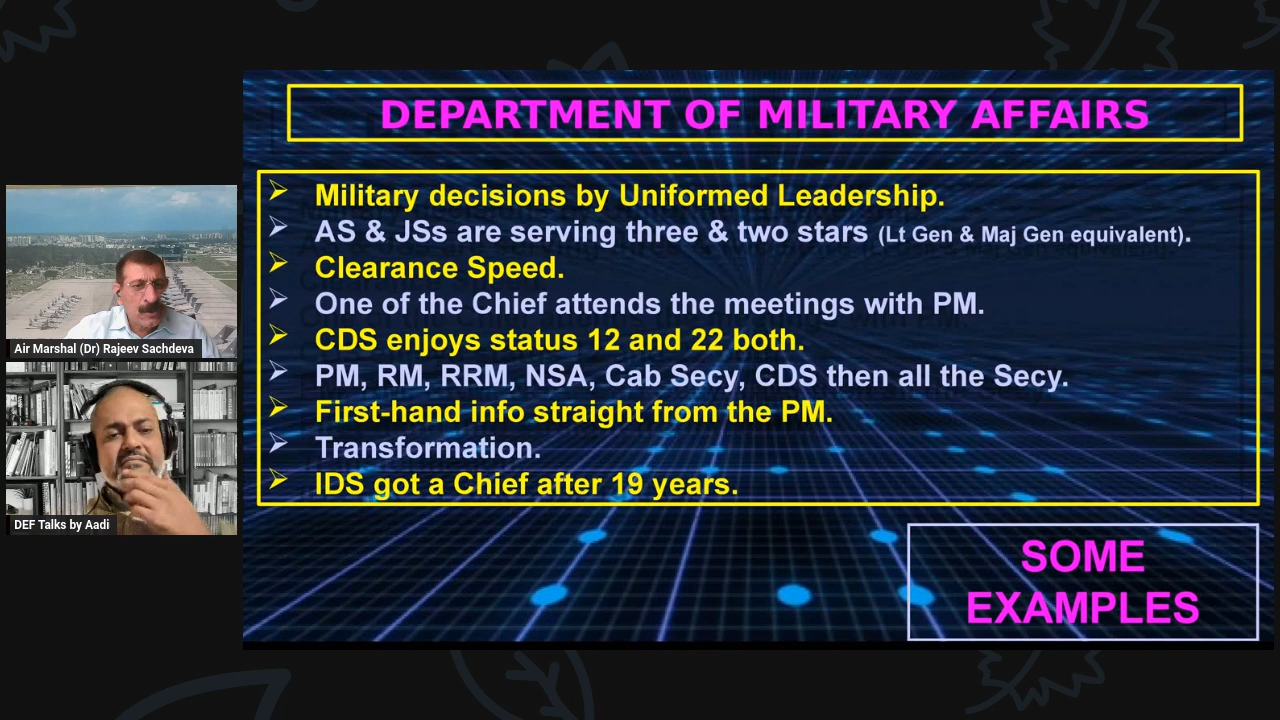 DEPARTMENT OF MILITARY AFFAIRS
Military decisions by Uniformed Leadership.
AS & JSs are serving three & two stars (Lt Gen & Maj Gen equivalent).
Clearance Speed.
One of the Chief attends the meetings with PM.
CDS enjoys status 12 and 22 both.
PM, RM, RRM, NSA, Cab Secy, CDS then all the Secy.
First-hand info straight from the PM.
Transformation.
IDS got a Chief after 19 years.
SOME
EXAMPLES
Air Marshal (Dr) Rajeev Sachdeva
DEF Talks by Aadi